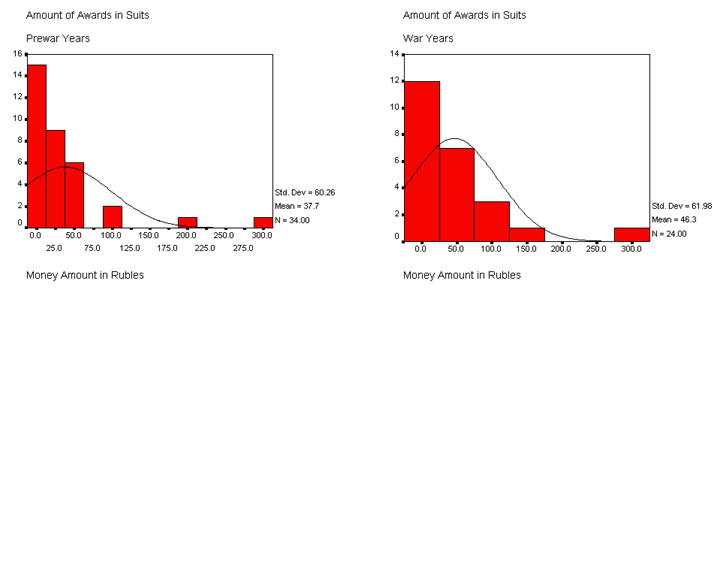 Amount of Awards in Suits
Prewar Years
16
14
12
10
8
6
4
2
0
0.0 50.0 100.0 150.0 200.0 250.0 300.0
25.0 75.0 125.0 175.0 225.0 275.0
Std. Dev = 60.26
Mean = 37.7
N = 34.00
Money Amount in Rubles
Amount of Awards in Suits
War Years
14
12
10
8
6
4
2
0
0.0 50.0 100.0 150.0 200.0 250.0 300.0
Std. Dev = 61.98
Mean = 46.3
N = 24.00
Money Amount in Rubles